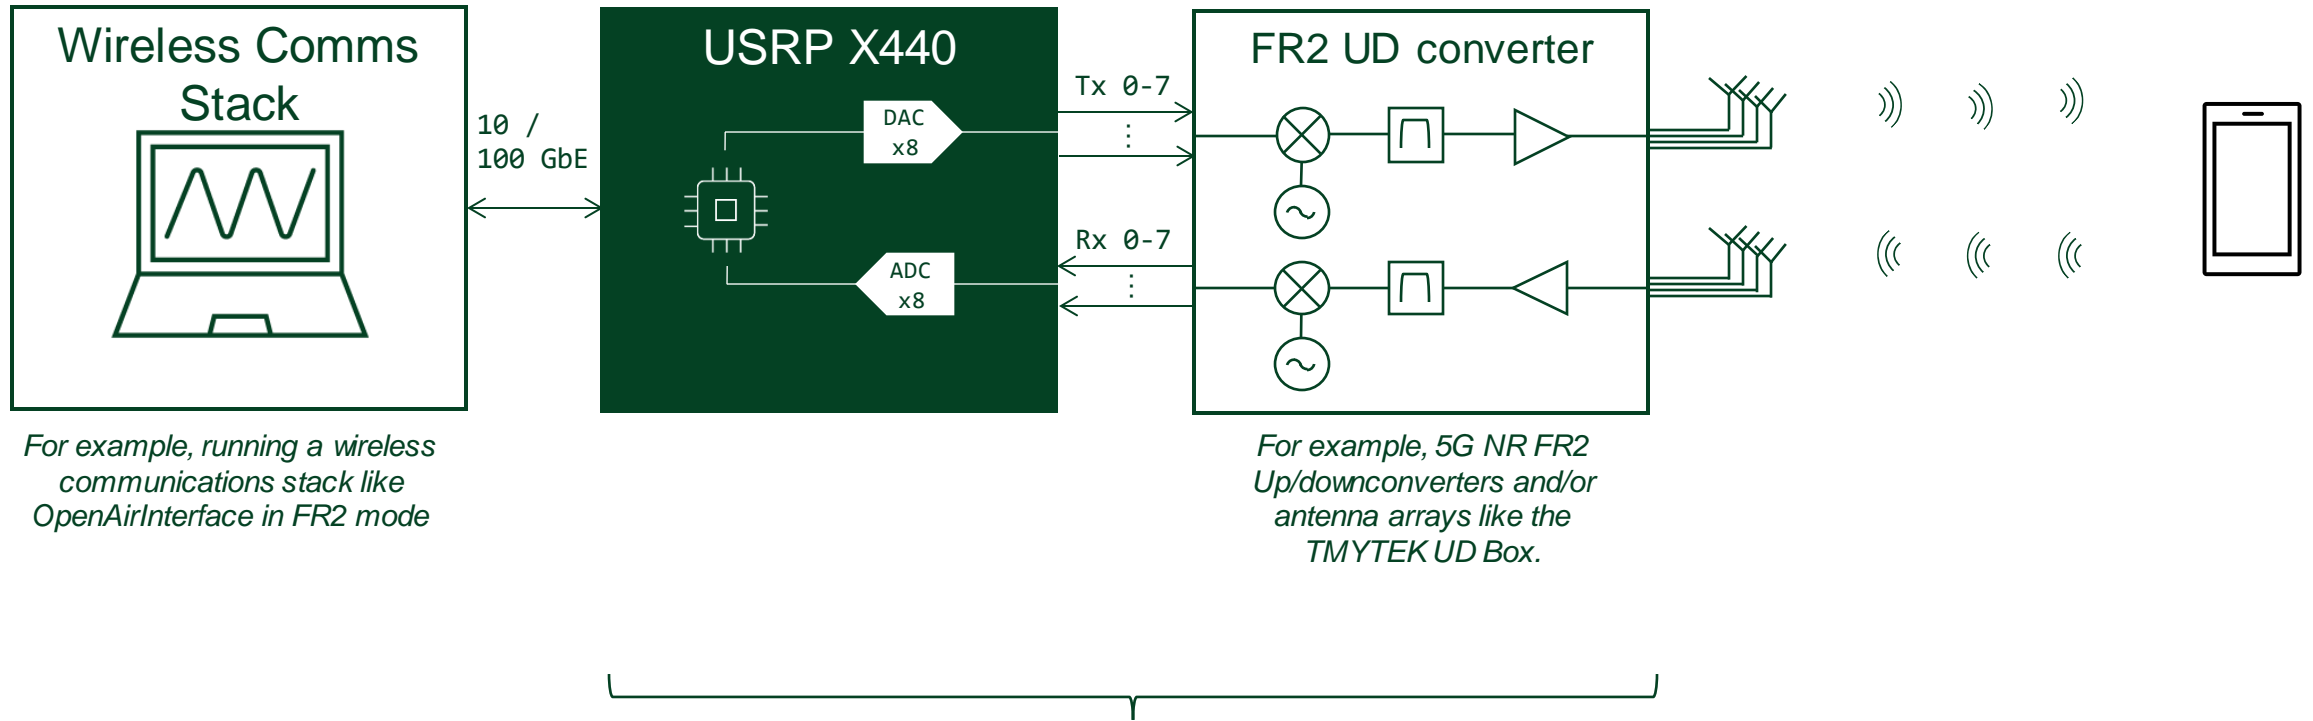 Wireless Comms
Stack
10 /
100 GbE
USRP X440
DAC
x8
ADC
x8
Tx 0-7
Rx 0-7
FR2 UD converter
For example, running a wireless
communications stack like
OpenAirInterface in FR2 mode
For example, 5G NR FR2
Up/downconverters and/or
antenna arrays like the
TMYTEK UD Box.